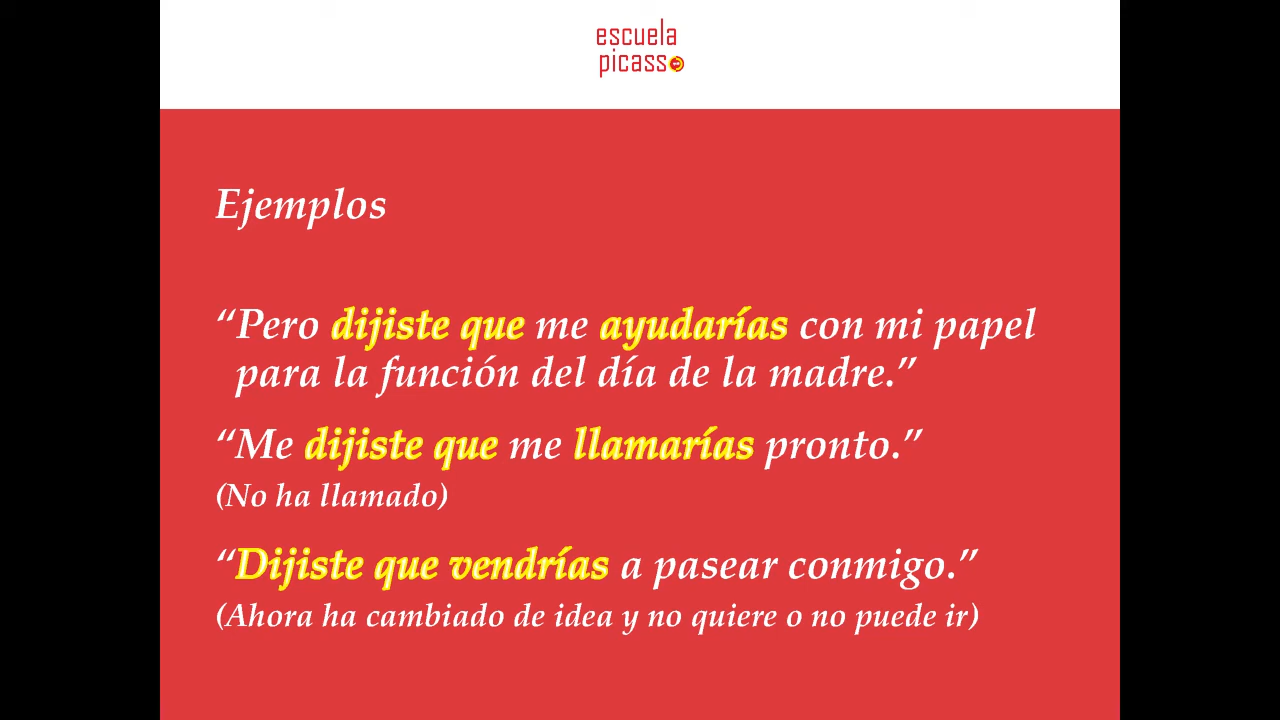 escuela
picasso
Ejemplos
“Pero dijiste que me ayudarías con mi papel
para la función del día de la madre.”
“Me dijiste que me llamarías pronto.”
(No ha llamado)
“Dijiste que vendrías a pasear conmigo.”
(Ahora ha cambiado de idea y no quiere o no puede ir)